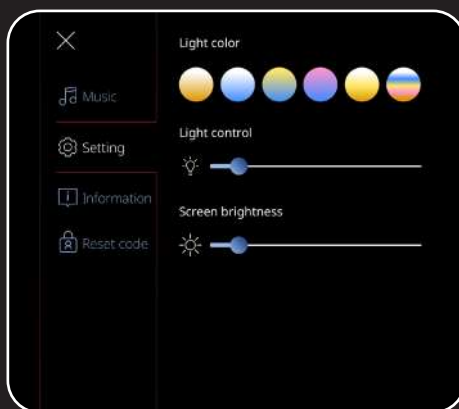 Music
Setting
Information
Reset code
Light color
Light control
Screen brightness